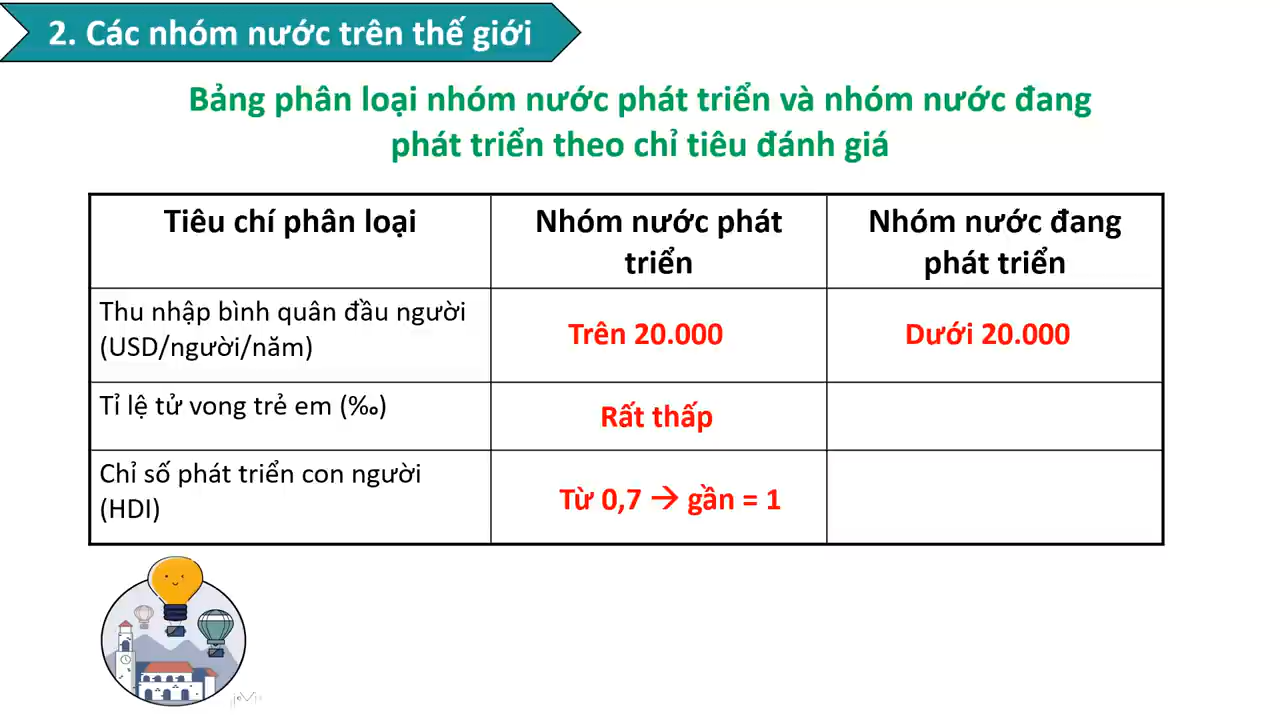 2. Các nhóm nước trên thế giới
Bảng phân loại nhóm nước phát triển và nhóm nước đang
phát triển theo chỉ tiêu đánh giá
Tiêu chí phân loại
Nhóm nước phát
triển
Nhóm nước đang
phát triển
Thu nhập bình quân đầu người
(USD/người/năm)
Trên 20.000
Dưới 20.000
Tỉ lệ tử vong trẻ em (‰)
Rất thấp
Chỉ số phát triển con người
(HDI)
Từ 0,7 → gần = 1